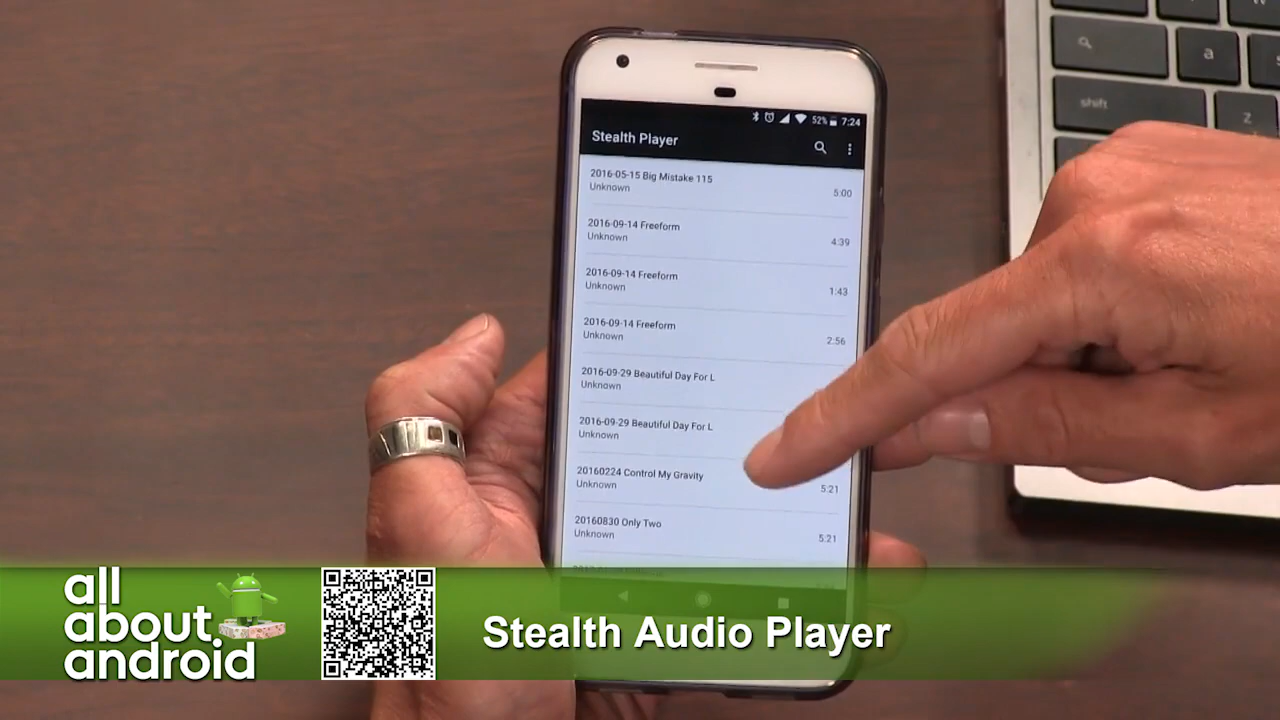 a
shift
Z
52% 7:24
Stealth Player
2016-05-15 Big Mistake 115
Unknown
5:00
2016-09-14 Freeform
Unknown
4:39
2016-09-14 Freeform
Unknown
1:43
2016-09-14 Freeform
Unknown
2:56
2016-09-29 Beautiful Day For L
Unknown
2016-09-29 Beautiful Day For L
Unknown
20160224 Control My Gravity
Unknown
5:21
20160830 Only Two
Unknown
5:21
all
about
android
Stealth Audio Player